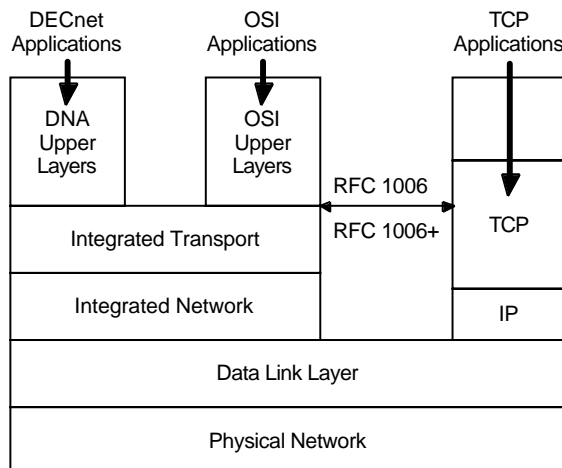 DECnet
Applications
OSI
Applications
TCP
Applications
DNA
Upper
Layers
OSI
Upper
Layers
RFC 1006
RFC 1006+
TCP
Integrated Transport
Integrated Network
IP
Data Link Layer
Physical Network